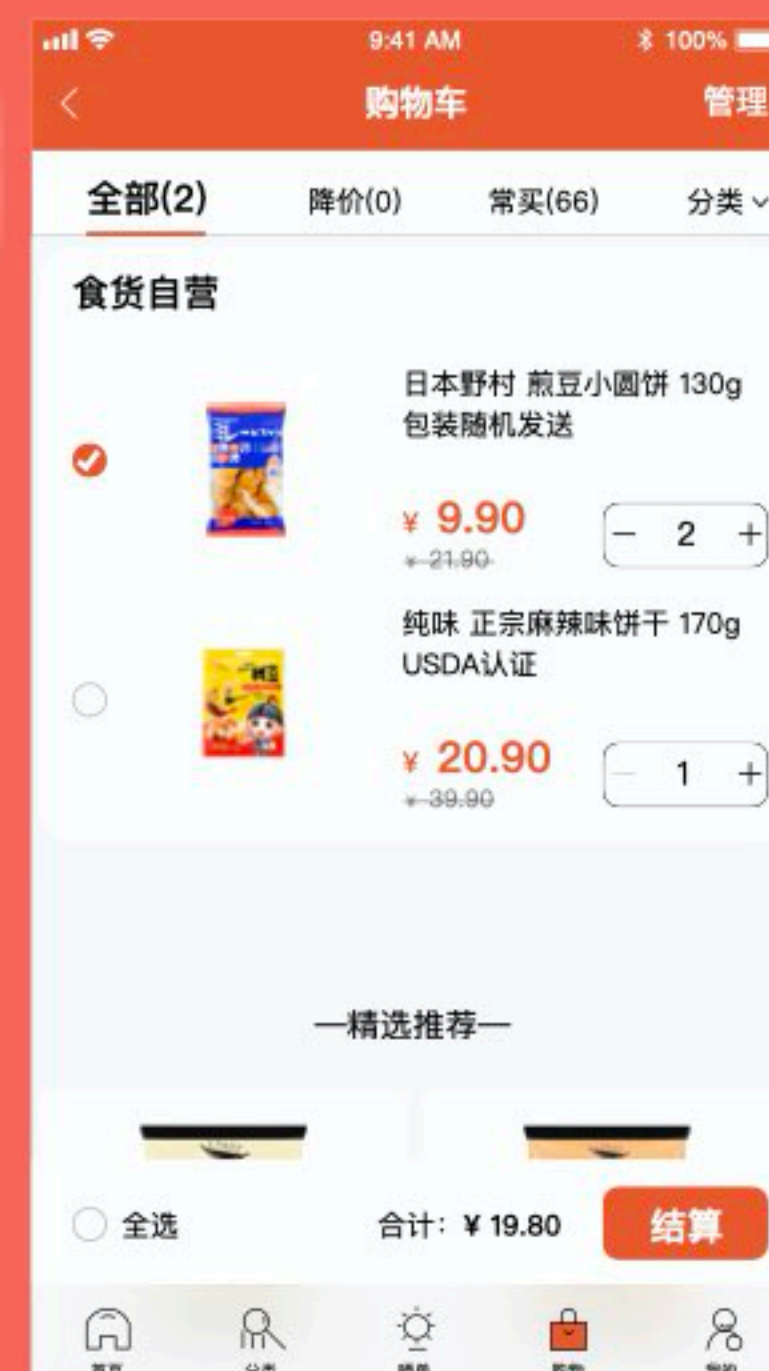 9:41 AM
100%
购物车
管理
全部(2)
降价(0)
常买(66)
分类
食货自营
日本野村 煎豆小圆饼 130g
包装随机发送
¥ 9.90
¥ 21.90
2
纯味 正宗麻辣味饼干 170g
USDA认证
¥ 20.90
¥ 39.90
1
—精选推荐—
全选
合计：¥ 19.80
结算